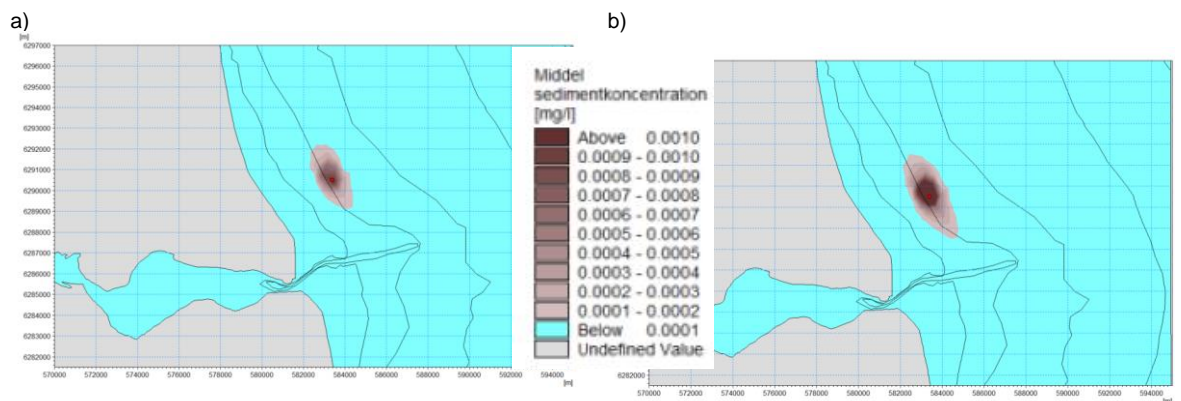 a)
b)
[m]
6297000
6296000
6295000
6294000
6293000
6292000
6291000
6290000
6289000
6288000
6287000
6286000
6285000
6284000
6283000
6282000
570000 572000 574000 576000 578000 580000 582000 584000 586000 588000 590000 592000 594000
[m]
Middel
sedimentkoncentration
[mg/l]
Above 0.0010
0.0009 - 0.0010
0.0008 - 0.0009
0.0007 - 0.0008
0.0006 - 0.0007
0.0005 - 0.0006
0.0004 - 0.0005
0.0003 - 0.0004
0.0002 - 0.0003
0.0001 - 0.0002
Below 0.0001
Undefined Value
6282000
570000 572000 574000 576000 578000 580000 582000 584000 586000 588000 590000 592000 594000
[m]